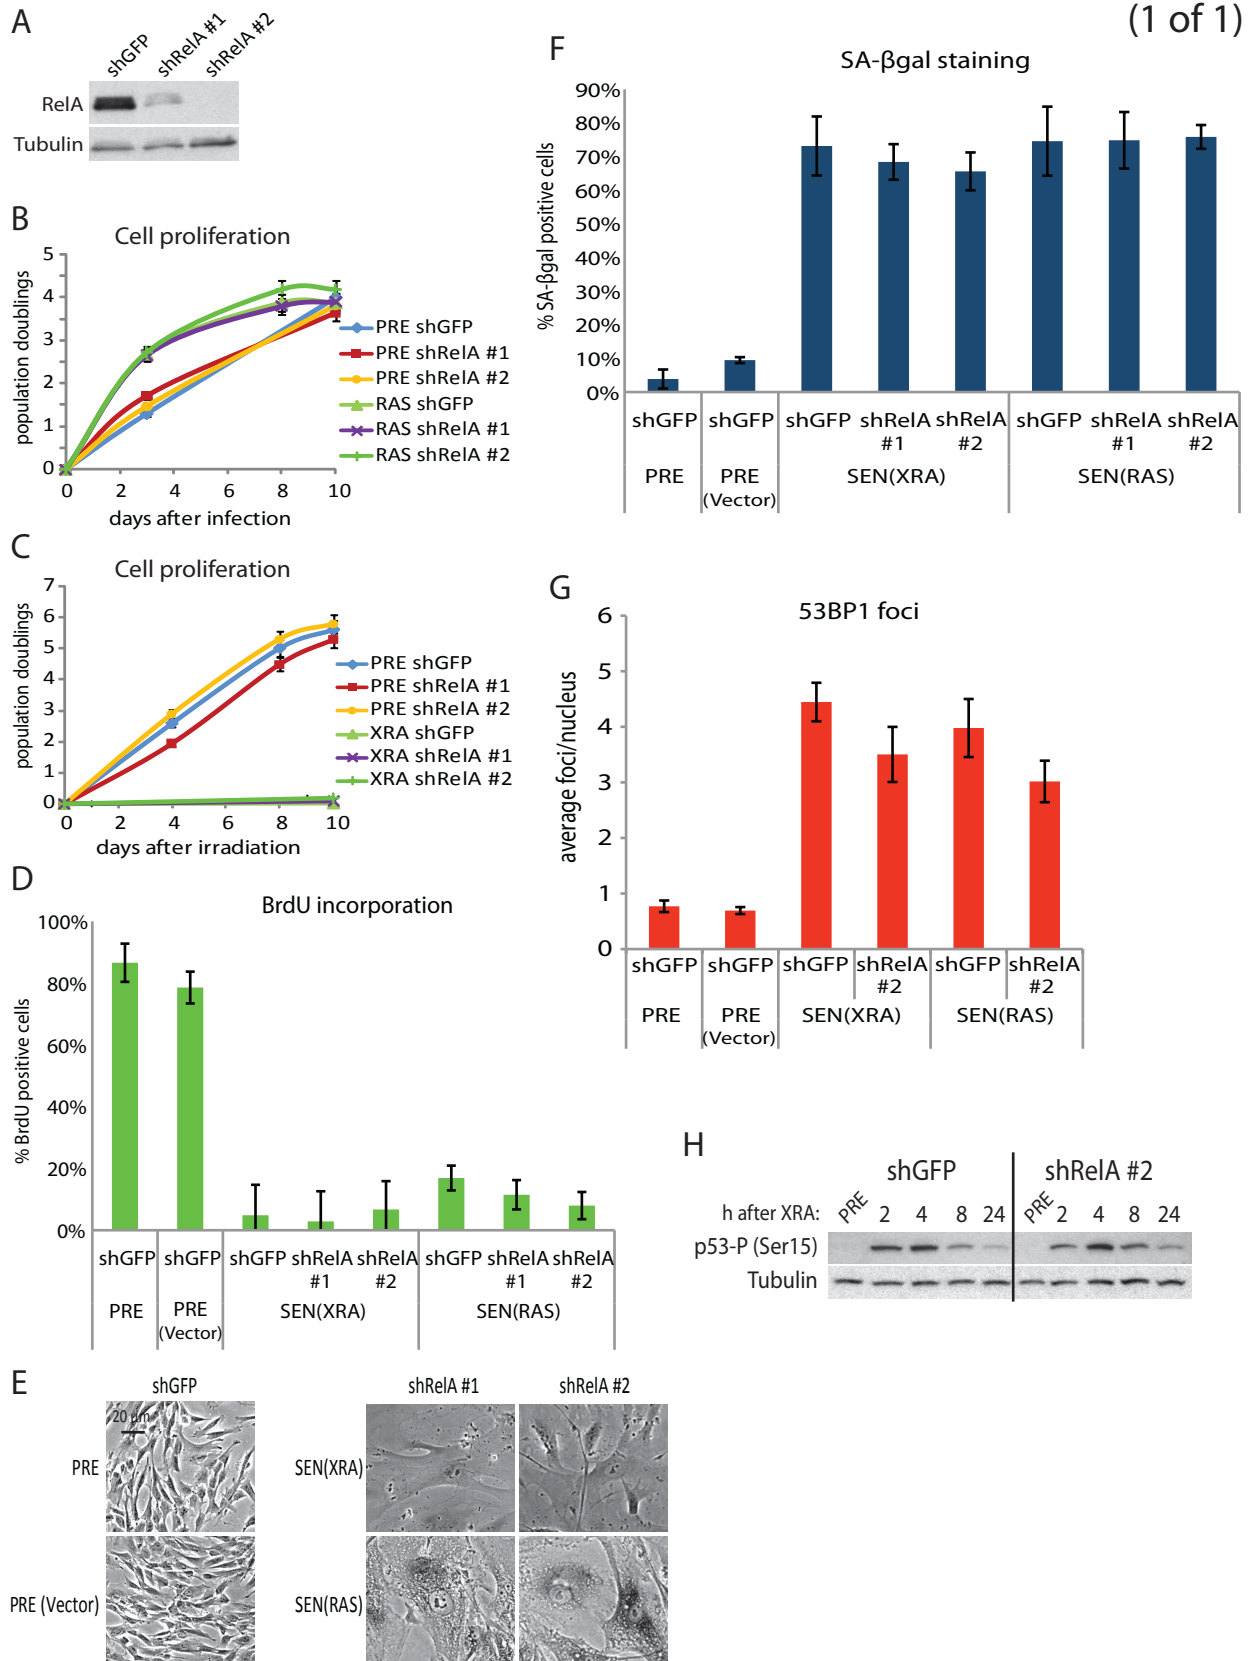 (1 of 1)
A
shGFP
shRelA #1
shRelA #2
RelA
Tubulin
B
Cell proliferation
population doublings
5
4
3
2
1
0
0 2 4 6 8 10
days after infection
PRE shGFP
PRE shRelA #1
PRE shRelA #2
RAS shGFP
RAS shRelA #1
RAS shRelA #2
C
Cell proliferation
population doublings
7
6
5
4
3
2
1
0
0 2 4 6 8 10
days after irradiation
PRE shGFP
PRE shRelA #1
PRE shRelA #2
XRA shGFP
XRA shRelA #1
XRA shRelA #2
D
BrdU incorporation
% BrdU positive cells
100%
80%
60%
40%
20%
0%
shGFP shGFP shGFP shRelA shRelA shGFP shRelA shRelA
#1 #2 #1 #2
PRE PRE SEN(XRA) SEN(RAS)
(Vector)
E
shGFP shRelA #1 shRelA #2
20 µm
PRE
SEN(XRA)
PRE (Vector)
SEN(RAS)
F
SA-βgal staining
% SA-βgal positive cells
90%
80%
70%
60%
50%
40%
30%
20%
10%
0%
shGFP shGFP shGFP shRelA shRelA shGFP shRelA shRelA
#1 #2 #1 #2
PRE PRE SEN(XRA) SEN(RAS)
(Vector)
G
53BP1 foci
average foci/nucleus
6
5
4
3
2
1
0
shGFP shGFP shGFP shRelA shGFP shRelA
#2 #2
PRE PRE SEN(XRA) SEN(RAS)
(Vector)
H
shGFP shRelA #2
h after XRA: PRE 2 4 8 24 PRE 2 4 8 24
p53-P (Ser15)
Tubulin